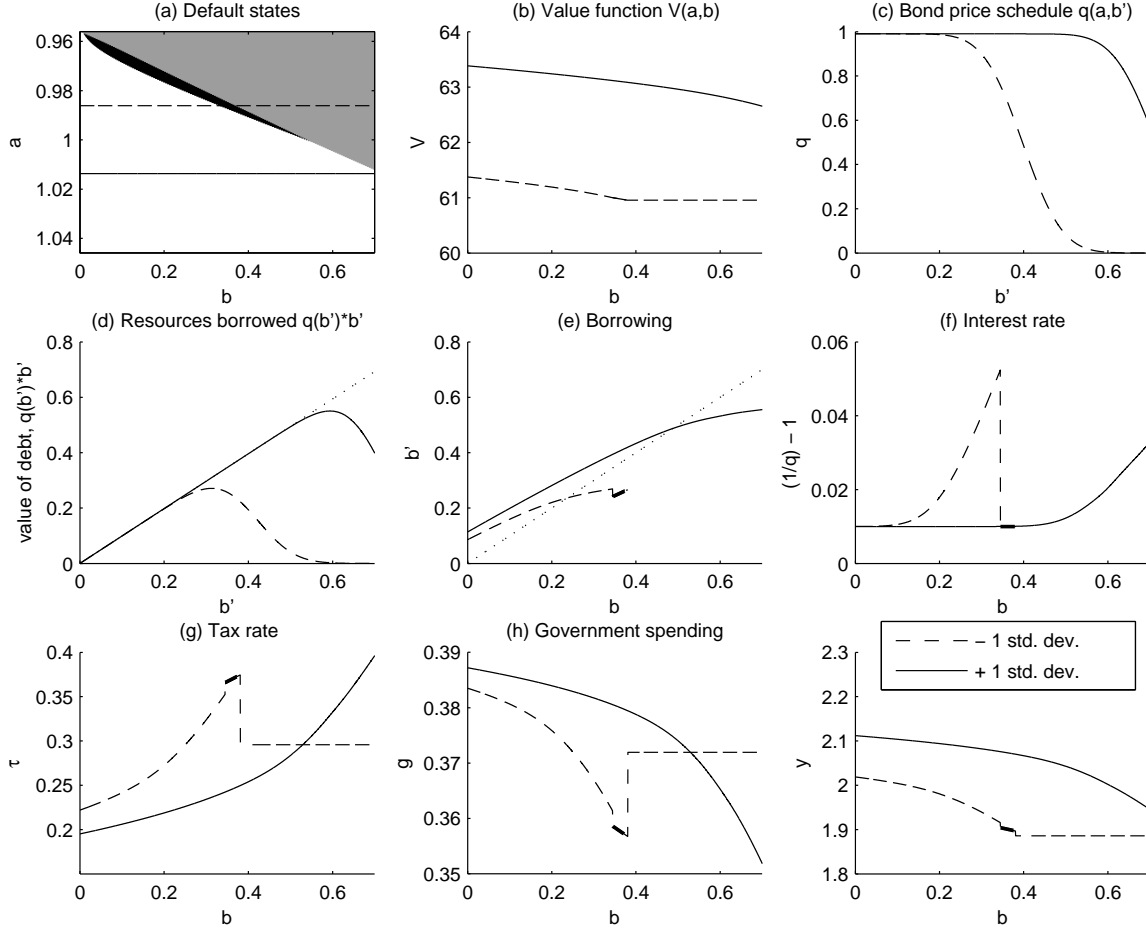 (a) Default states
0.96
0.98
1
1.02
1.04
a
0
0.2
0.4
0.6
b
(b) Value function V(a,b)
64
63
62
61
60
V
0
0.2
0.4
0.6
b
(c) Bond price schedule q(a,b’)
1
0.8
0.6
0.4
0.2
0
q
0
0.2
0.4
0.6
b’
(d) Resources borrowed q(b’)*b’
0.8
0.6
0.4
0.2
0
value of debt, q(b’)*b’
0
0.2
0.4
0.6
b’
(e) Borrowing
0.8
0.6
0.4
0.2
0
b’
0
0.2
0.4
0.6
b
(f) Interest rate
0.06
0.04
0.02
0
(1/q) − 1
0
0.2
0.4
0.6
b
(g) Tax rate
0.4
0.3
0.2
τ
0
0.2
0.4
0.6
b
(h) Government spending
0.39
0.38
0.37
0.36
0.35
g
0
0.2
0.4
0.6
b
− 1 std. dev.
+ 1 std. dev.
2.3
2.2
2.1
2
1.9
1.8
y
0
0.2
0.4
0.6
b